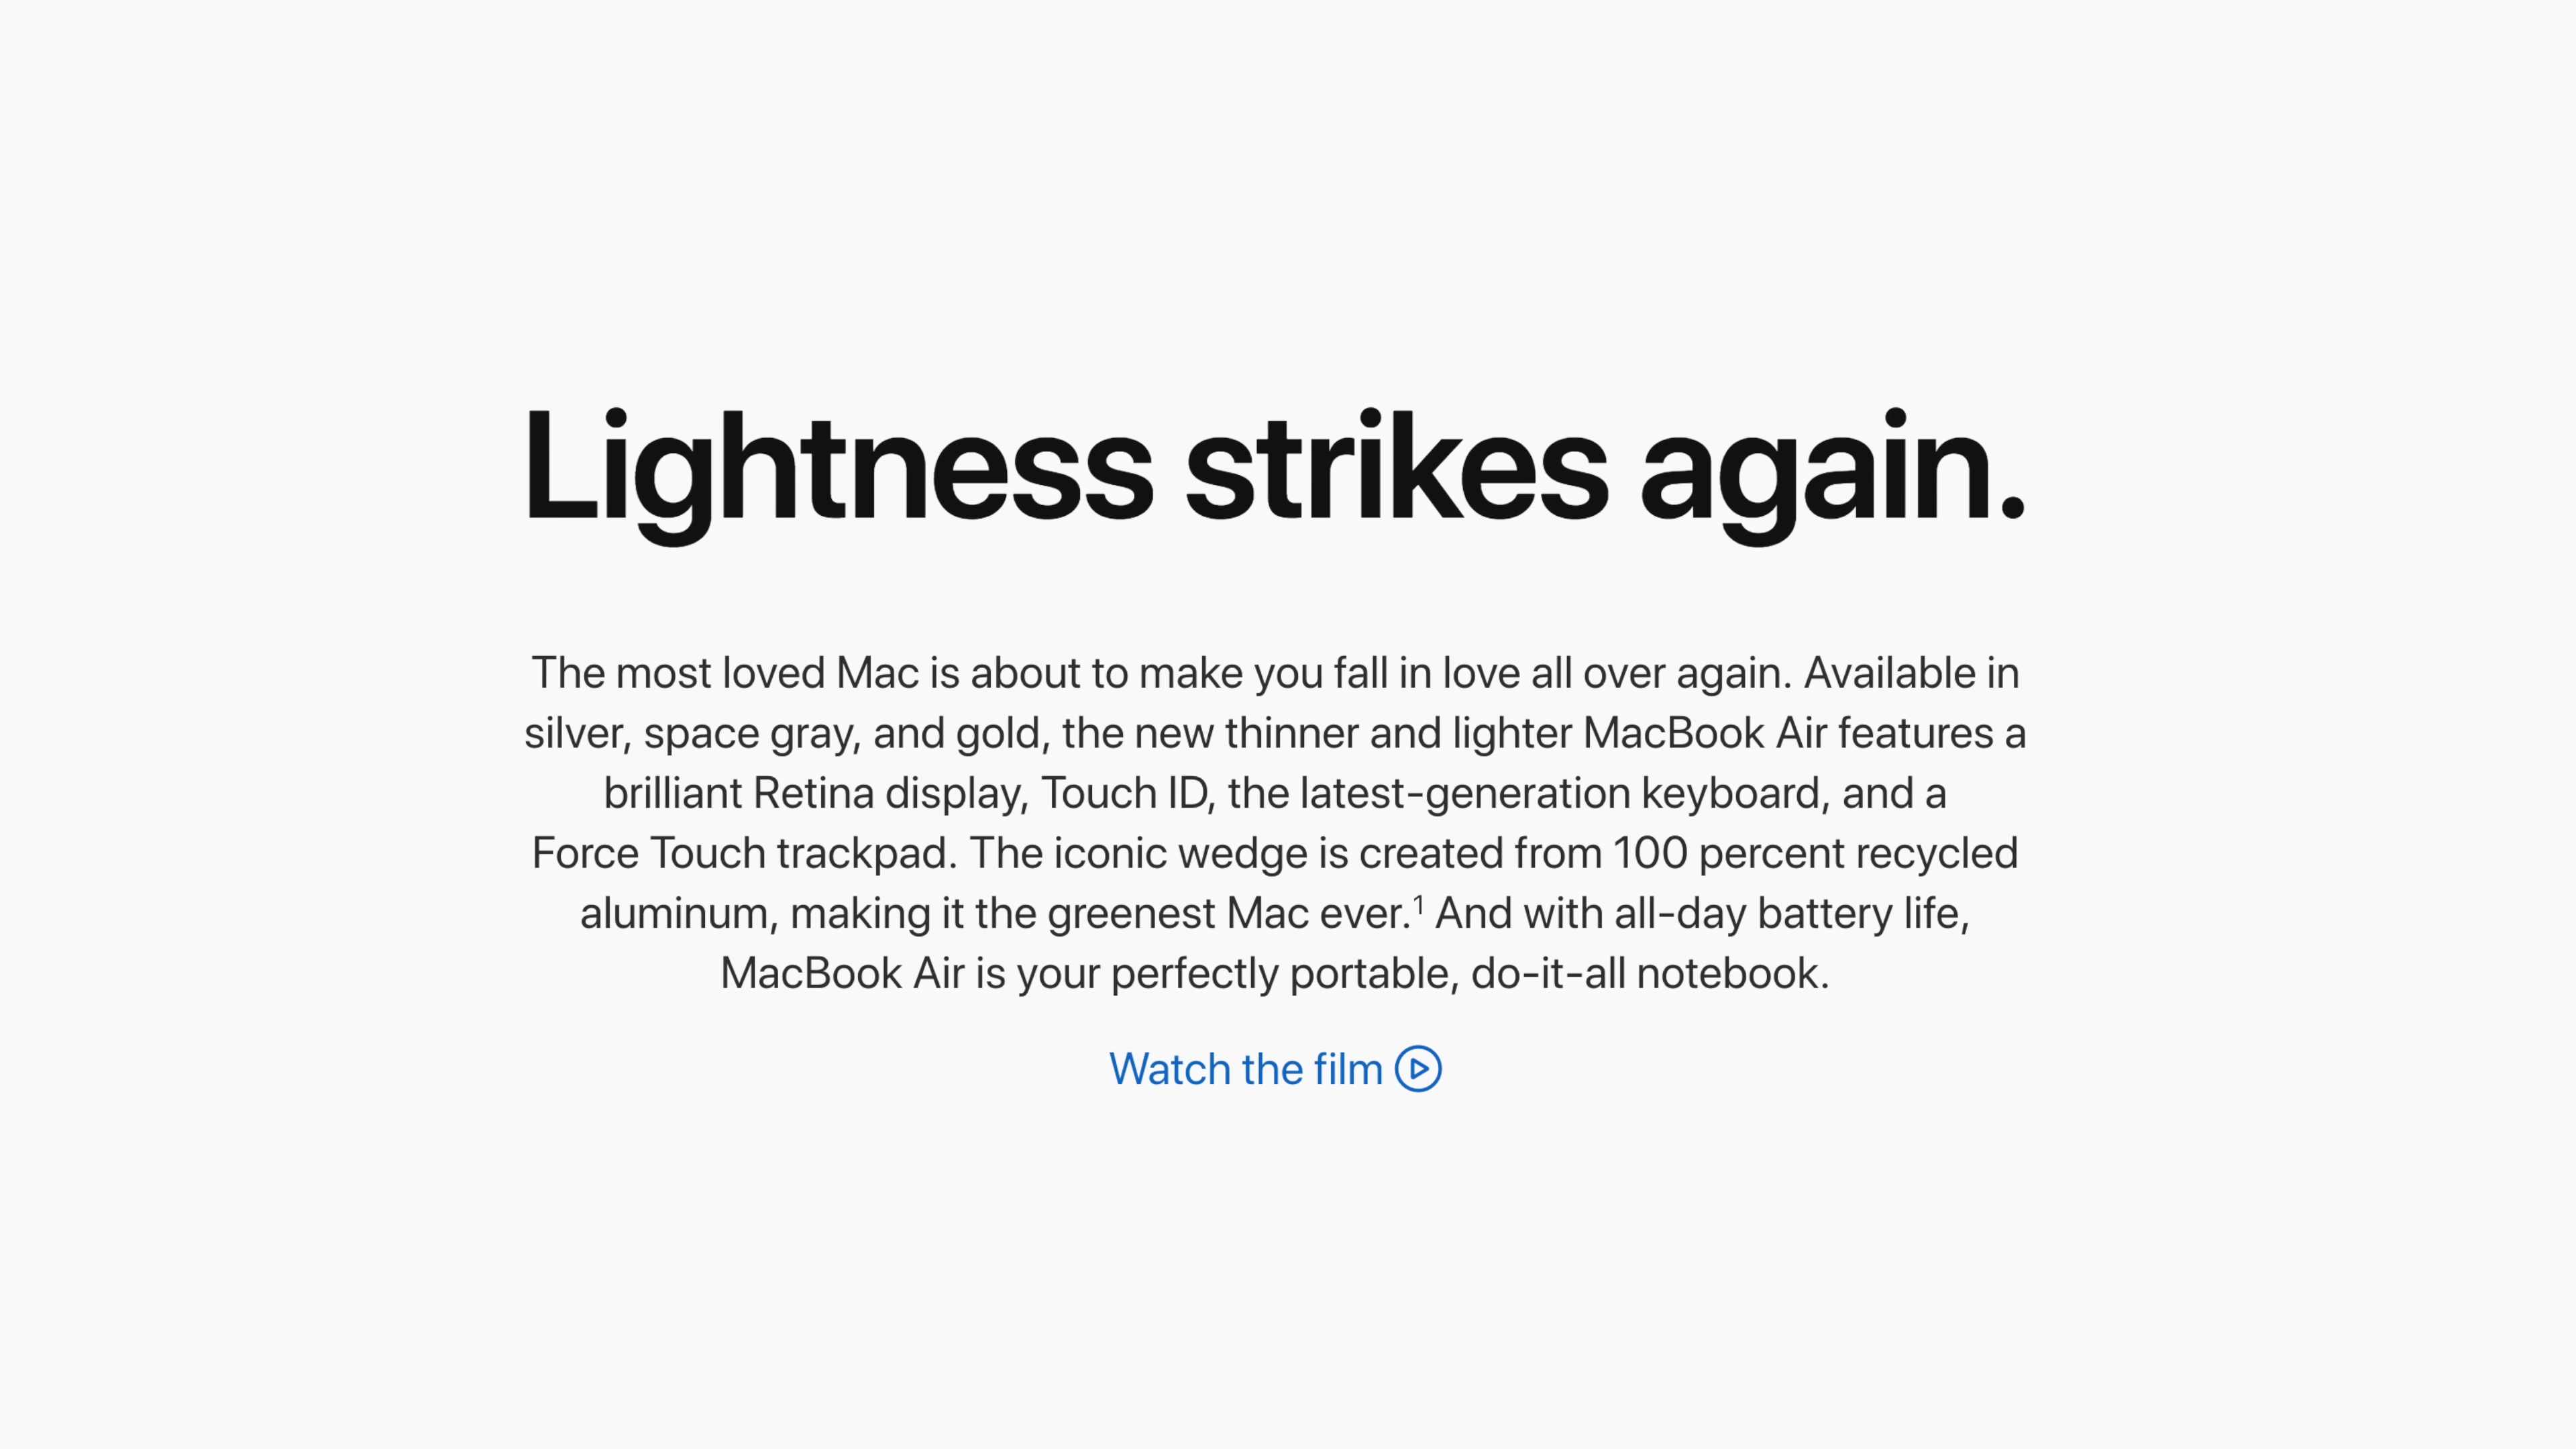 Lightness strikes again.
The most loved Mac is about to make you fall in love all over again. Available in
silver, space gray, and gold, the new thinner and lighter MacBook Air features a
brilliant Retina display, Touch ID, the latest-generation keyboard, and a
Force Touch trackpad. The iconic wedge is created from 100 percent recycled
aluminum, making it the greenest Mac ever.¹ And with all-day battery life,
MacBook Air is your perfectly portable, do-it-all notebook.
Watch the film